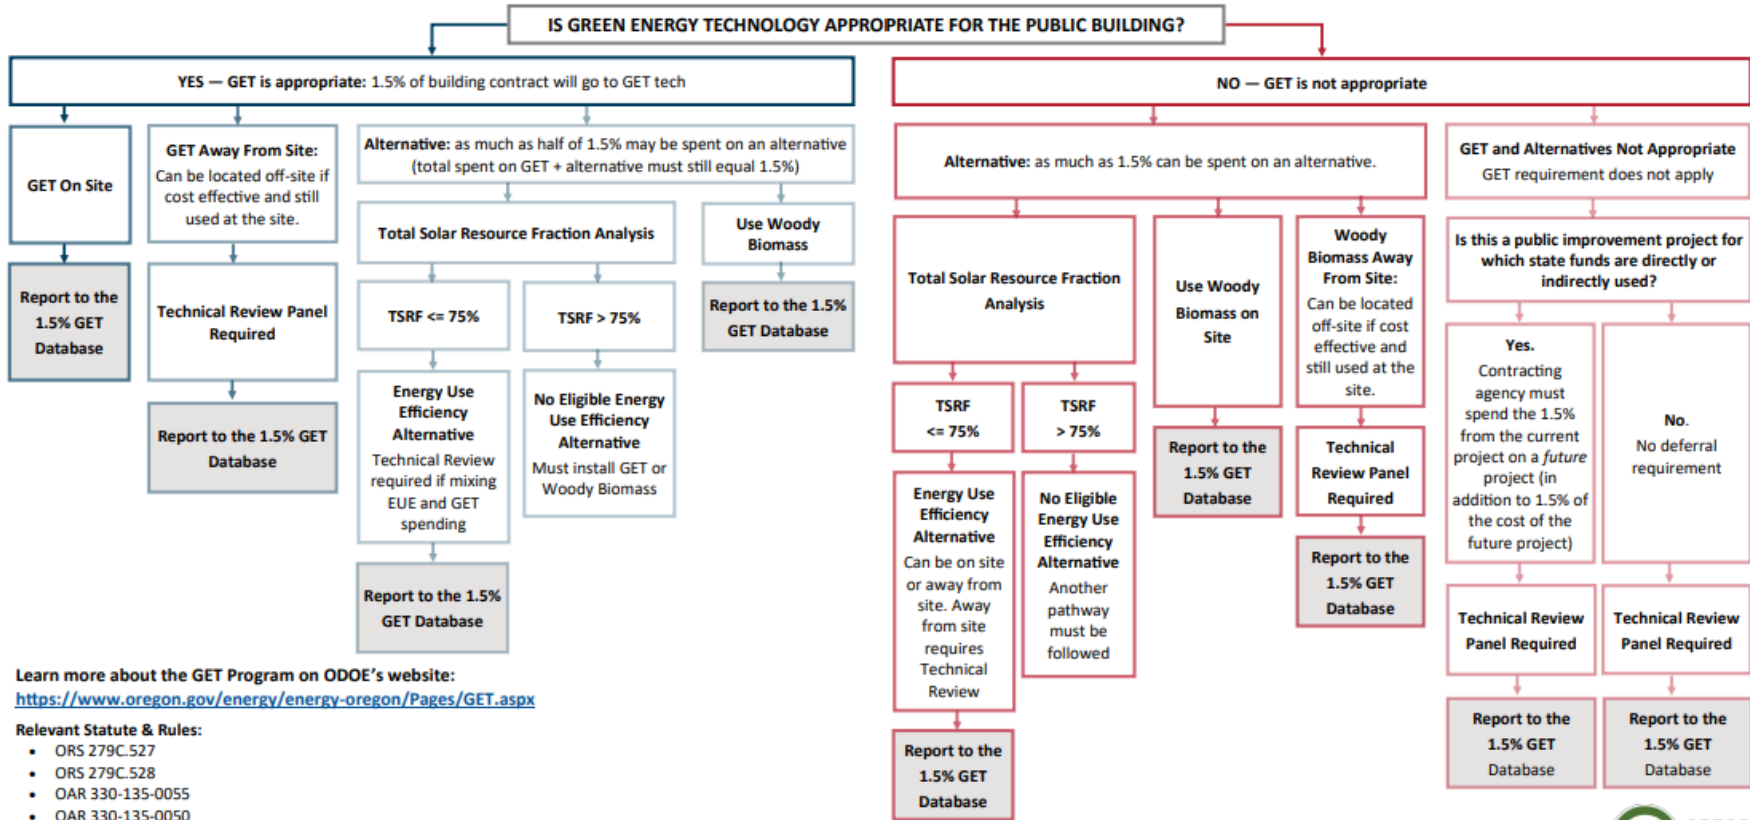 IS GREEN ENERGY TECHNOLOGY APPROPRIATE FOR THE PUBLIC BUILDING?
YES — GET is appropriate: 1.5% of building contract will go to GET tech
GET On Site
Report to the
1.5% GET
Database
GET Away From Site:
Can be located off-site if
cost effective and still
used at the site.
Technical Review Panel
Required
Report to the 1.5% GET
Database
Alternative: as much as half of 1.5% may be spent on an alternative
(total spent on GET + alternative must still equal 1.5%)
Total Solar Resource Fraction Analysis
TSRF <= 75%
Energy Use
Efficiency
Alternative
Technical Review
required if mixing
EUE and GET
spending
Report to the 1.5%
GET Database
TSRF > 75%
No Eligible Energy
Use Efficiency
Alternative
Must install GET or
Woody Biomass
Use Woody
Biomass
Report to the 1.5%
GET Database
NO — GET is not appropriate
Alternative: as much as 1.5% can be spent on an alternative.
Total Solar Resource Fraction
Analysis
TSRF
<= 75%
Energy Use
Efficiency
Alternative
Can be on site
or away from
site. Away
from site
requires
Technical
Review
Report to the
1.5% GET
Database
TSRF
> 75%
No Eligible
Energy Use
Efficiency
Alternative
Another
pathway
must be
followed
Use Woody
Biomass on
Site
Report to the
1.5% GET
Database
Woody
Biomass Away
From Site:
Can be located
off-site if cost
effective and
still used at the
site.
Technical
Review Panel
Required
Report to the
1.5% GET
Database
GET and Alternatives Not Appropriate
GET requirement does not apply
Is this a public improvement project for
which state funds are directly or
indirectly used?
Yes.
Contracting
agency must
spend the 1.5%
from the current
project on a future
project (in
addition to 1.5% of
the cost of the
future project)
Technical Review
Panel Required
Report to the
1.5% GET
Database
No.
No deferral
requirement
Technical Review
Panel Required
Report to the
1.5% GET
Database
Learn more about the GET Program on ODOE's website:
https://www.oregon.gov/energy/energy-oregon/Pages/GET.aspx
Relevant Statute & Rules:
• ORS 279C.527
• ORS 279C.528
• OAR 330-135-0055
• OAR 330-135-0050